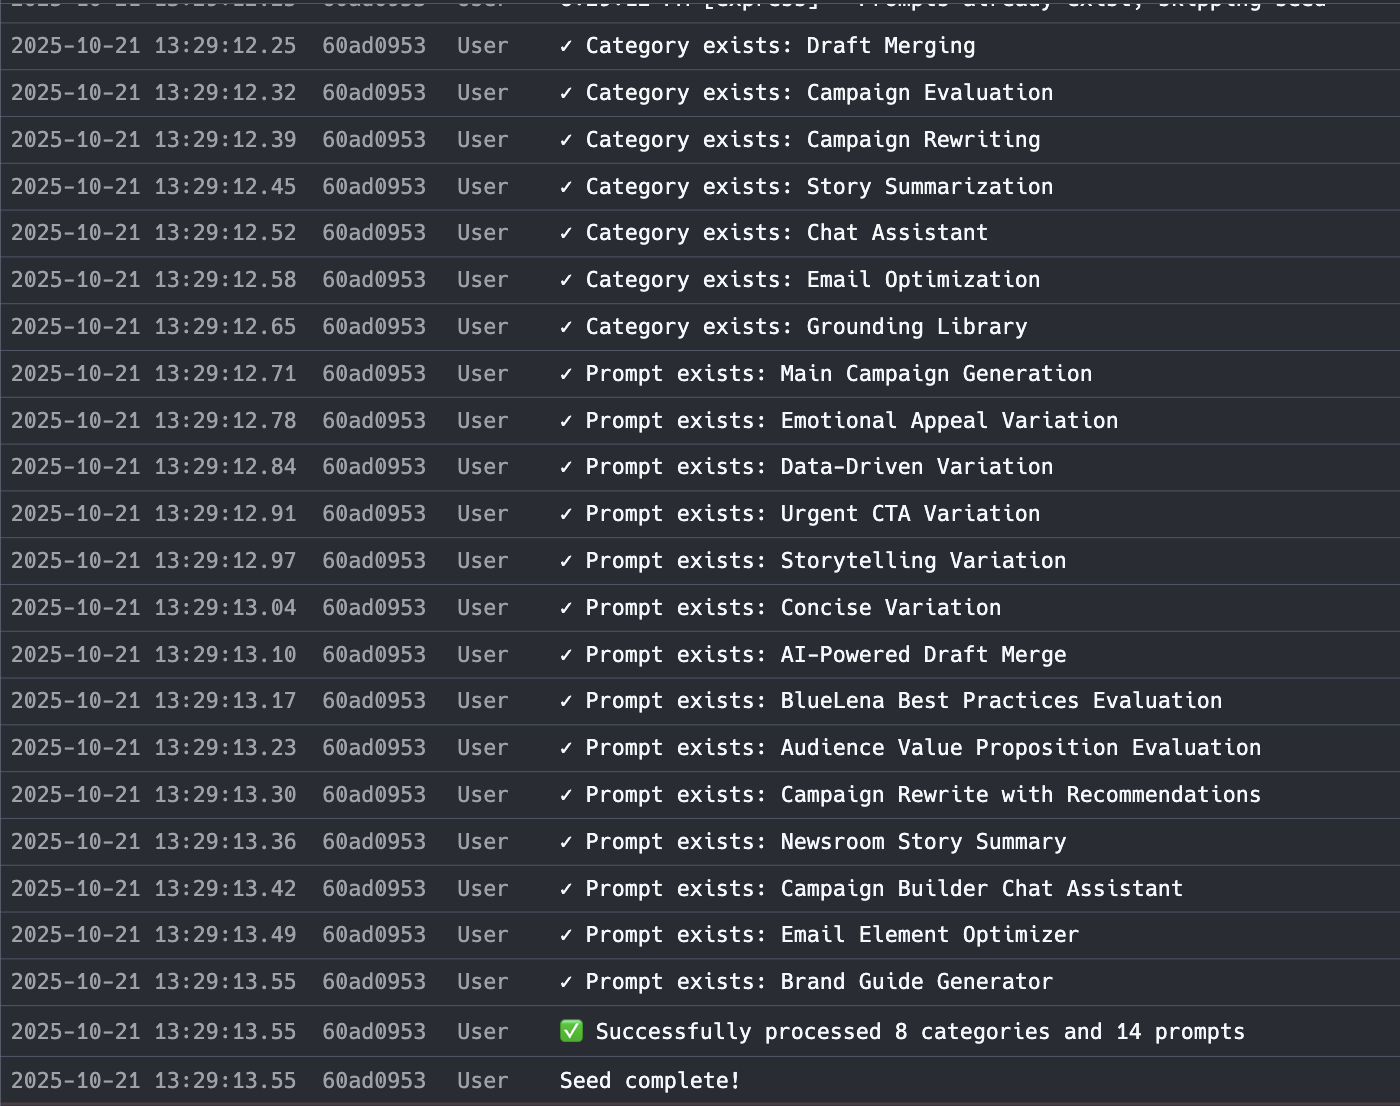 2025-10-21 13:29:12.25 60ad0953 User ✓ Category exists: Draft Merging
2025-10-21 13:29:12.32 60ad0953 User ✓ Category exists: Campaign Evaluation
2025-10-21 13:29:12.39 60ad0953 User ✓ Category exists: Campaign Rewriting
2025-10-21 13:29:12.45 60ad0953 User ✓ Category exists: Story Summarization
2025-10-21 13:29:12.52 60ad0953 User ✓ Category exists: Chat Assistant
2025-10-21 13:29:12.58 60ad0953 User ✓ Category exists: Email Optimization
2025-10-21 13:29:12.65 60ad0953 User ✓ Category exists: Grounding Library
2025-10-21 13:29:12.71 60ad0953 User ✓ Prompt exists: Main Campaign Generation
2025-10-21 13:29:12.78 60ad0953 User ✓ Prompt exists: Emotional Appeal Variation
2025-10-21 13:29:12.84 60ad0953 User ✓ Prompt exists: Data-Driven Variation
2025-10-21 13:29:12.91 60ad0953 User ✓ Prompt exists: Urgent CTA Variation
2025-10-21 13:29:12.97 60ad0953 User ✓ Prompt exists: Storytelling Variation
2025-10-21 13:29:13.04 60ad0953 User ✓ Prompt exists: Concise Variation
2025-10-21 13:29:13.10 60ad0953 User ✓ Prompt exists: AI-Powered Draft Merge
2025-10-21 13:29:13.17 60ad0953 User ✓ Prompt exists: BlueLena Best Practices Evaluation
2025-10-21 13:29:13.23 60ad0953 User ✓ Prompt exists: Audience Value Proposition Evaluation
2025-10-21 13:29:13.30 60ad0953 User ✓ Prompt exists: Campaign Rewrite with Recommendations
2025-10-21 13:29:13.36 60ad0953 User ✓ Prompt exists: Newsroom Story Summary
2025-10-21 13:29:13.42 60ad0953 User ✓ Prompt exists: Campaign Builder Chat Assistant
2025-10-21 13:29:13.49 60ad0953 User ✓ Prompt exists: Email Element Optimizer
2025-10-21 13:29:13.55 60ad0953 User ✓ Prompt exists: Brand Guide Generator
2025-10-21 13:29:13.55 60ad0953 User ✅ Successfully processed 8 categories and 14 prompts
2025-10-21 13:29:13.55 60ad0953 User Seed complete!